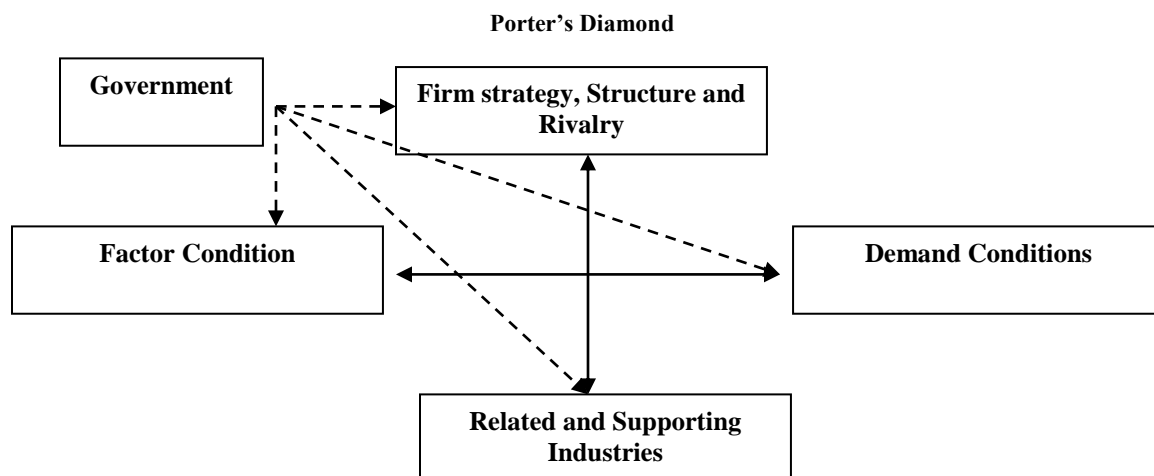 Porter’s Diamond
Government
Firm strategy, Structure and
Rivalry
Factor Condition
Demand Conditions
Related and Supporting
Industries